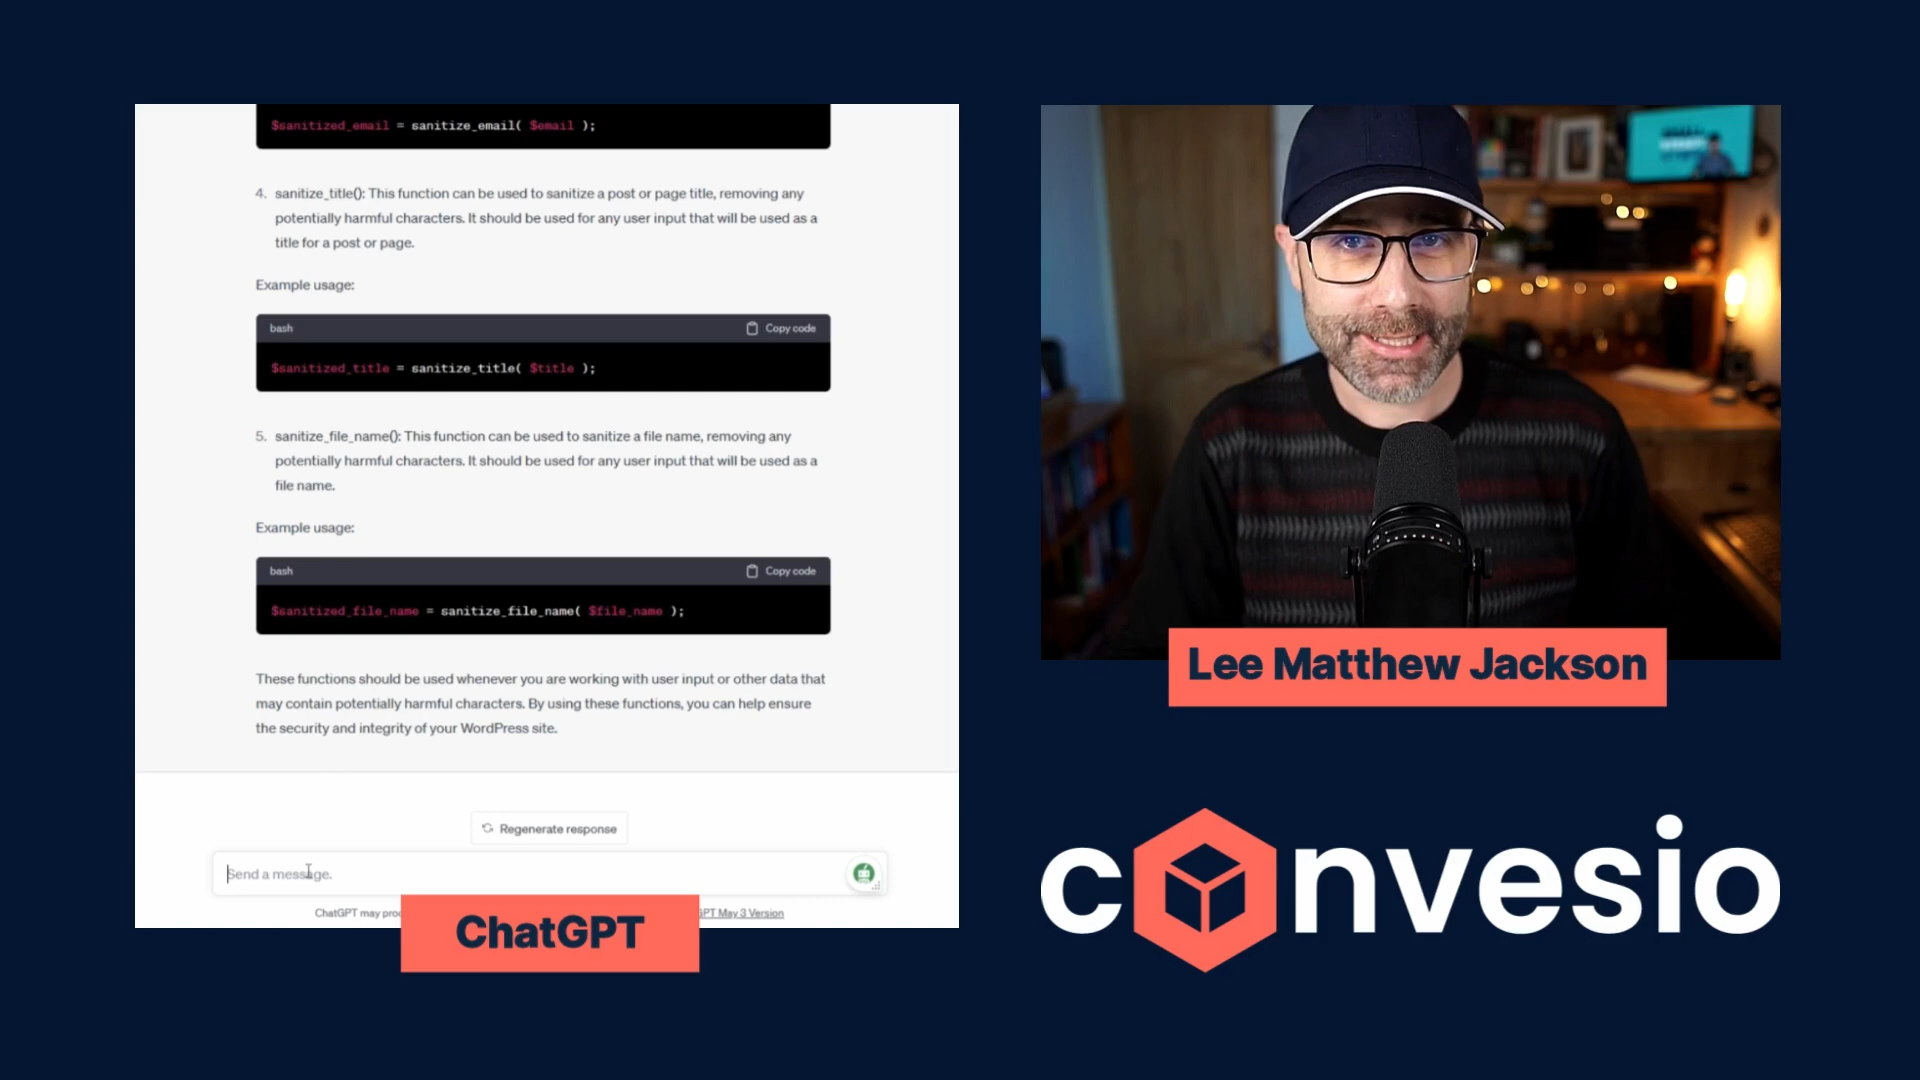 $sanitized_email = sanitize_email( $email );
4. sanitize_title(): This function can be used to sanitize a post or page title, removing any
potentially harmful characters. It should be used for any user input that will be used as a
title for a post or page.
Example usage:
bash
Copy code
$sanitized_title = sanitize_title( $title );
5. sanitize_file_name(): This function can be used to sanitize a file name, removing any
potentially harmful characters. It should be used for any user input that will be used as a
file name.
Example usage:
bash
Copy code
$sanitized_file_name = sanitize_file_name( $file_name );
These functions should be used whenever you are working with user input or other data that
may contain potentially harmful characters. By using these functions, you can help ensure
the security and integrity of your WordPress site.
Regenerate response
Send a message.
ChatGPT may
GPT May 3 Version
ChatGPT
Lee Matthew Jackson
convesio